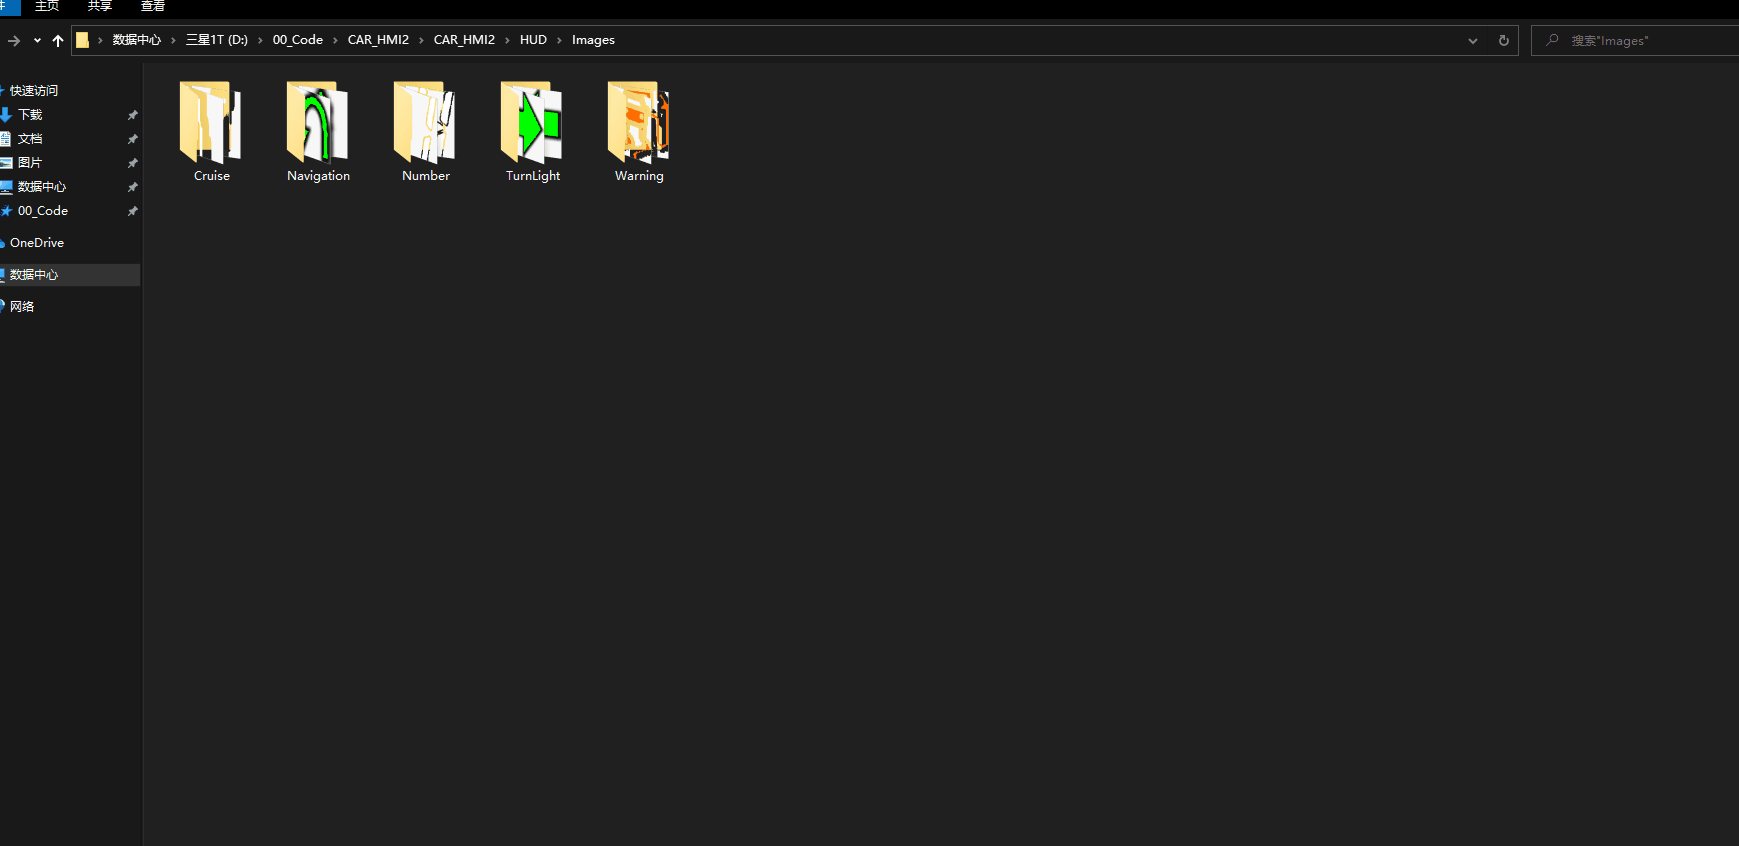 主页 共享 查看
数据中心 三星1T (D:) 00_Code CAR_HMI2 CAR_HMI2 HUD Images
搜索"Images"
快速访问
下载
文档
图片
数据中心
00_Code
OneDrive
数据中心
网络
Cruise Navigation Number TurnLight Warning